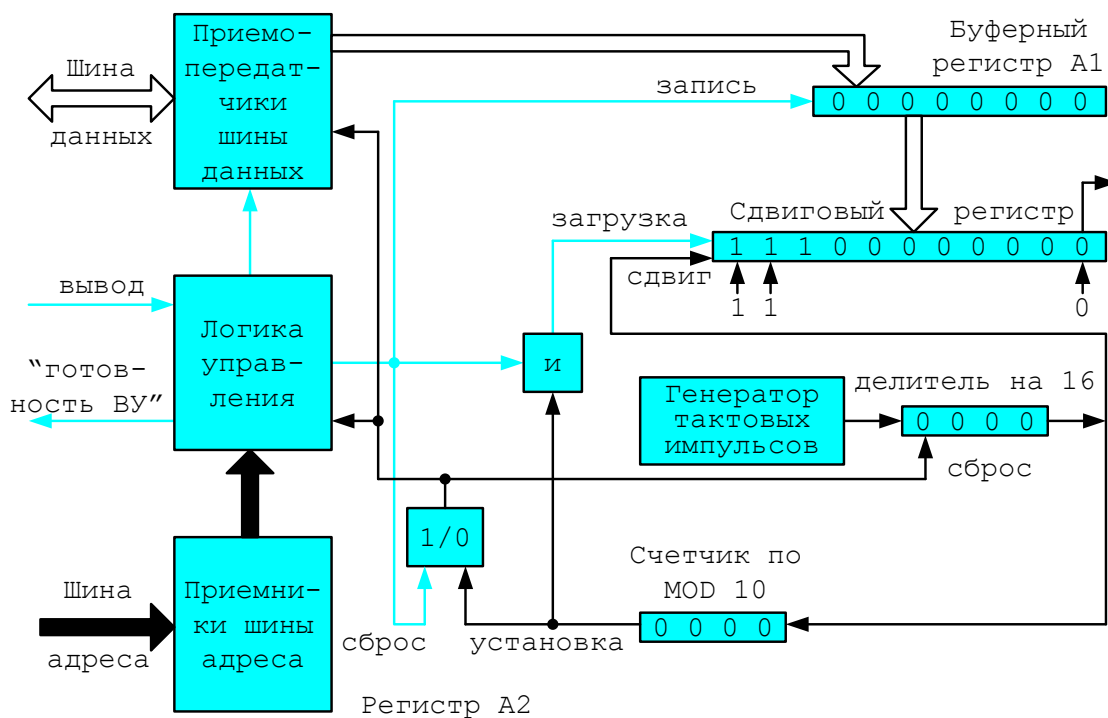 Приемо-
передат-
чики
шины
данных
Шина
данных
Буферный
регистр А1
запись
0 0 0 0 0 0 0 0
загрузка
Сдвиговый регистр
1 1 1 0 0 0 0 0 0 0 0
сдвиг
1 1 0
вывод
Логика
управ-
ления
“готов-
ность ВУ”
и
Генератор
тактовых
импульсов
делитель на 16
0 0 0 0
сброс
1/0
Счетчик по
MOD 10
0 0 0 0
сброс
установка
Шина
адреса
Приемни-
ки шины
адреса
Регистр А2